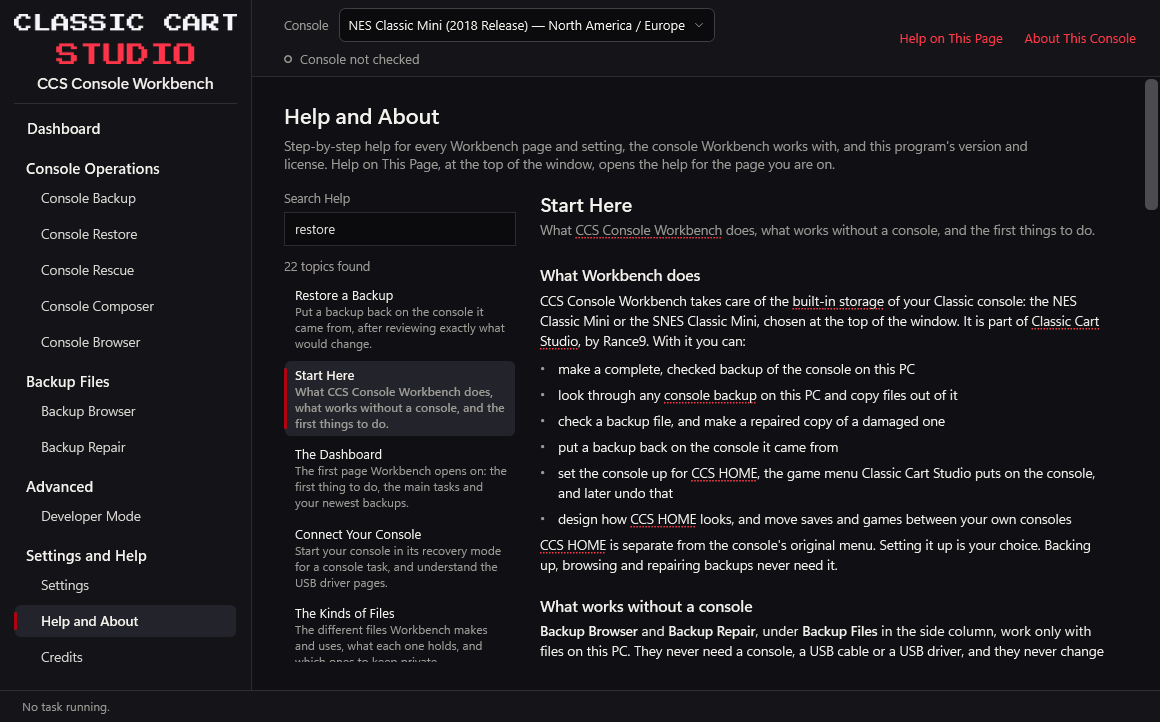 CLASSIC CART
STUDIO
CCS Console Workbench
Dashboard
Console Operations
Console Backup
Console Restore
Console Rescue
Console Composer
Console Browser
Backup Files
Backup Browser
Backup Repair
Advanced
Developer Mode
Settings and Help
Settings
Help and About
Credits
Console
NES Classic Mini (2018 Release) — North America / Europe
Console not checked
Help on This Page
About This Console
Help and About
Step-by-step help for every Workbench page and setting, the console Workbench works with, and this program's version and
license. Help on This Page, at the top of the window, opens the help for the page you are on.
Search Help
restore
22 topics found
Restore a Backup
Put a backup back on the console it
came from, after reviewing exactly what
would change.
Start Here
What CCS Console Workbench does,
what works without a console, and the
first things to do.
The Dashboard
The first page Workbench opens on: the
first thing to do, the main tasks and
your newest backups.
Connect Your Console
Start your console in its recovery mode
for a console task, and understand the
USB driver pages.
The Kinds of Files
The different files Workbench makes
and uses, what each one holds, and
which ones to keep private.
Start Here
What CCS Console Workbench does, what works without a console, and the first things to do.
What Workbench does
CCS Console Workbench takes care of the built-in storage of your Classic console: the NES
Classic Mini or the SNES Classic Mini, chosen at the top of the window. It is part of Classic Cart
Studio, by Rance9. With it you can:
• make a complete, checked backup of the console on this PC
• look through any console backup on this PC and copy files out of it
• check a backup file, and make a repaired copy of a damaged one
• put a backup back on the console it came from
• set the console up for CCS HOME, the game menu Classic Cart Studio puts on the console,
and later undo that
• design how CCS HOME looks, and move saves and games between your own consoles
CCS HOME is separate from the console's original menu. Setting it up is your choice. Backing
up, browsing and repairing backups never need it.
What works without a console
Backup Browser and Backup Repair, under Backup Files in the side column, work only with
files on this PC. They never need a console, a USB cable or a USB driver, and they never change
No task running.